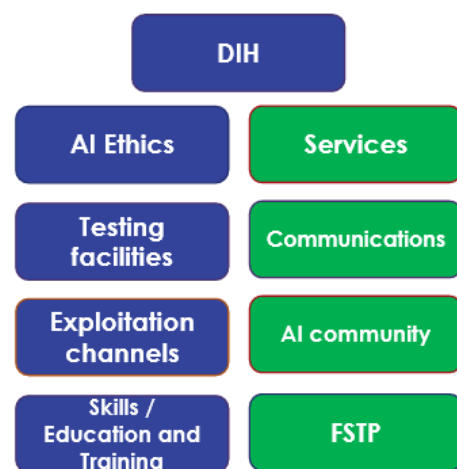 DIH
AI Ethics
Services
Testing
facilities
Communications
Exploitation
channels
AI community
Skills /
Education and
Training
FSTP